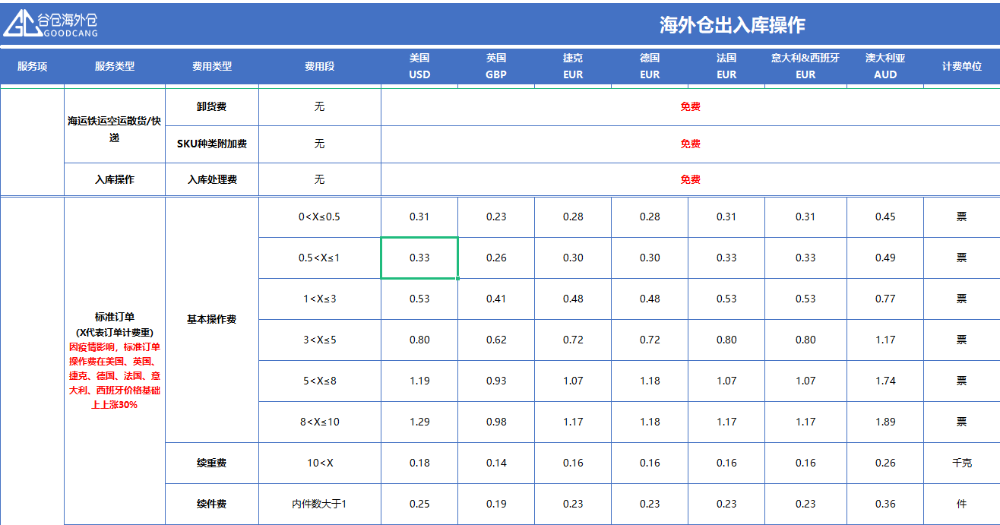 谷仓海外仓
GOODCANG
海外仓出入库操作
服务项 服务类型 费用类型 费用段 美国 USD 英国 GBP 捷克 EUR 德国 EUR 法国 EUR 意大利&西班牙 EUR 澳大利亚 AUD 计费单位
海运铁运空运散货/快
递
卸货费 无 免费
SKU种类附加费 无 免费
入库操作 入库处理费 无 免费
标准订单
(X代表订单计费重)
因疫情影响，标准订单
操作费在美国、英国、
捷克、德国、法国、意
大利、西班牙价格基础
上上涨30%
基本操作费
0<X≤0.5 0.31 0.23 0.28 0.28 0.31 0.31 0.45 票
0.5<X≤1 0.33 0.26 0.30 0.30 0.33 0.33 0.49 票
1<X≤3 0.53 0.41 0.48 0.48 0.53 0.53 0.77 票
3<X≤5 0.80 0.62 0.72 0.72 0.80 0.80 1.17 票
5<X≤8 1.19 0.93 1.07 1.18 1.07 1.07 1.74 票
8<X≤10 1.29 0.98 1.17 1.18 1.17 1.17 1.89 票
续重费 10<X 0.18 0.14 0.16 0.16 0.16 0.16 0.26 千克
续件费 内件数大于1 0.25 0.19 0.23 0.23 0.23 0.23 0.36 件